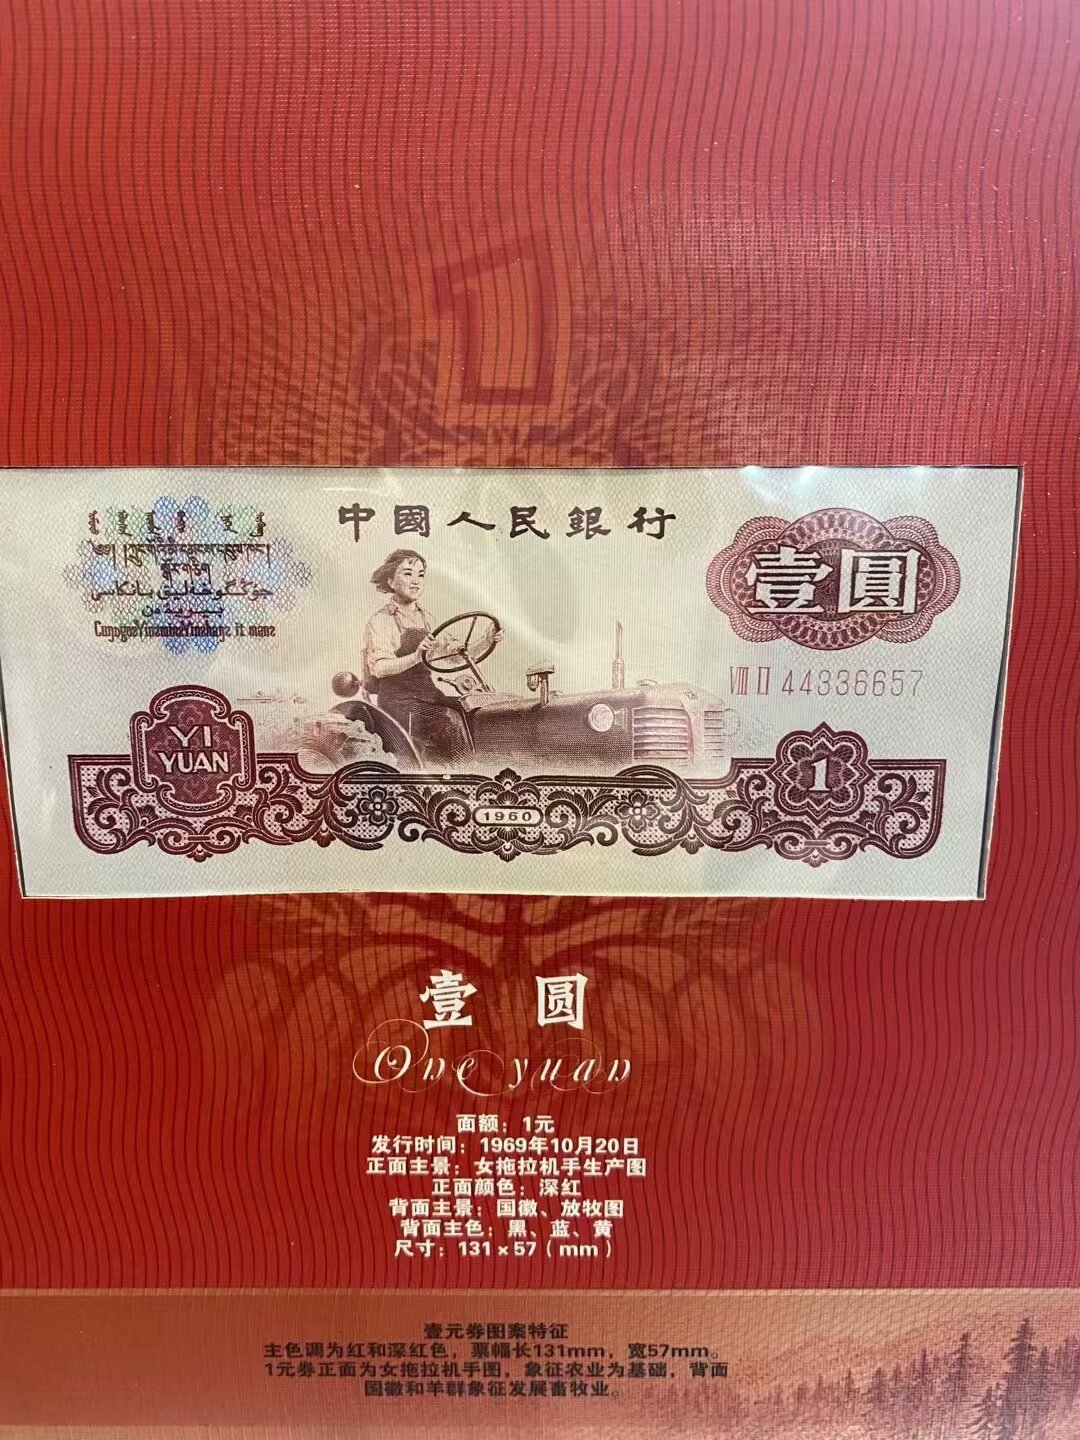 中國人民銀行
壹圓
VIII II 44336657
YI
YUAN
1
1960
壹圆
One yuan
面额：1元
发行时间：1969年10月20日
正面主景：女拖拉机手生产图
正面颜色：深红
背面主景：国徽、放牧图
背面主色：黑、蓝、黄
尺寸：131×57（mm）
壹元券图案特征
主色调为红和深红色，票幅长131mm，宽57mm。
1元券正面为女拖拉机手图，象征农业为基础，背面
国徽和羊群象征发展畜牧业。